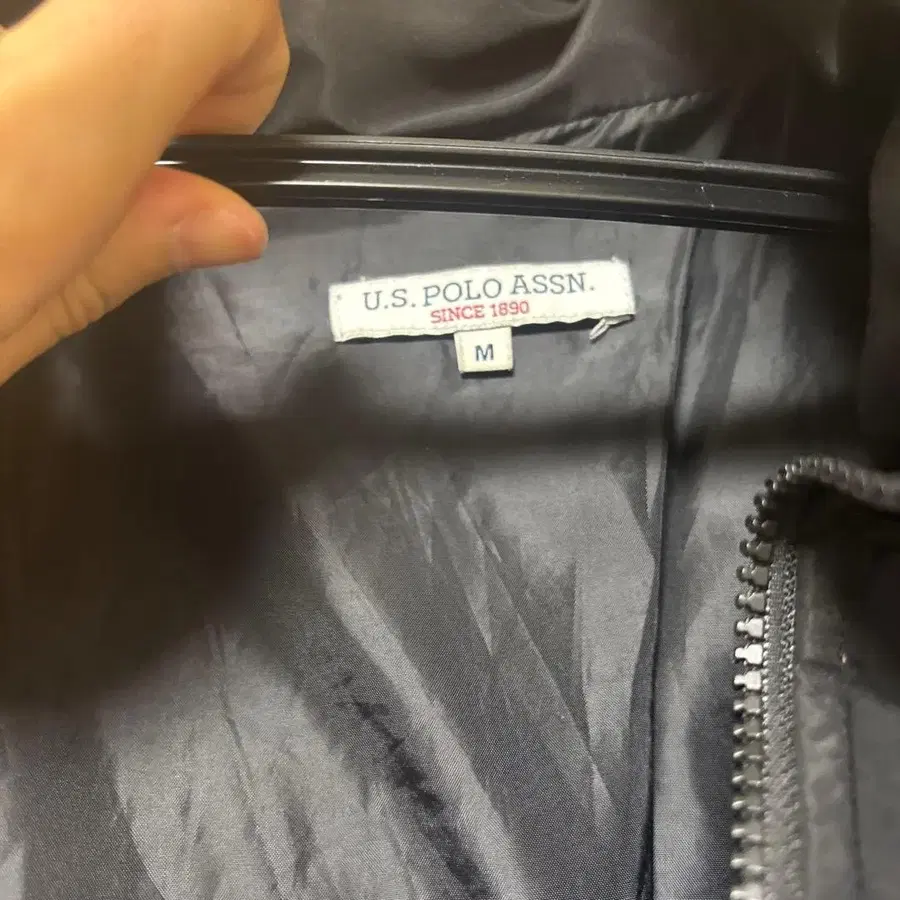 U.S. POLO ASSN.
SINCE 1890
M